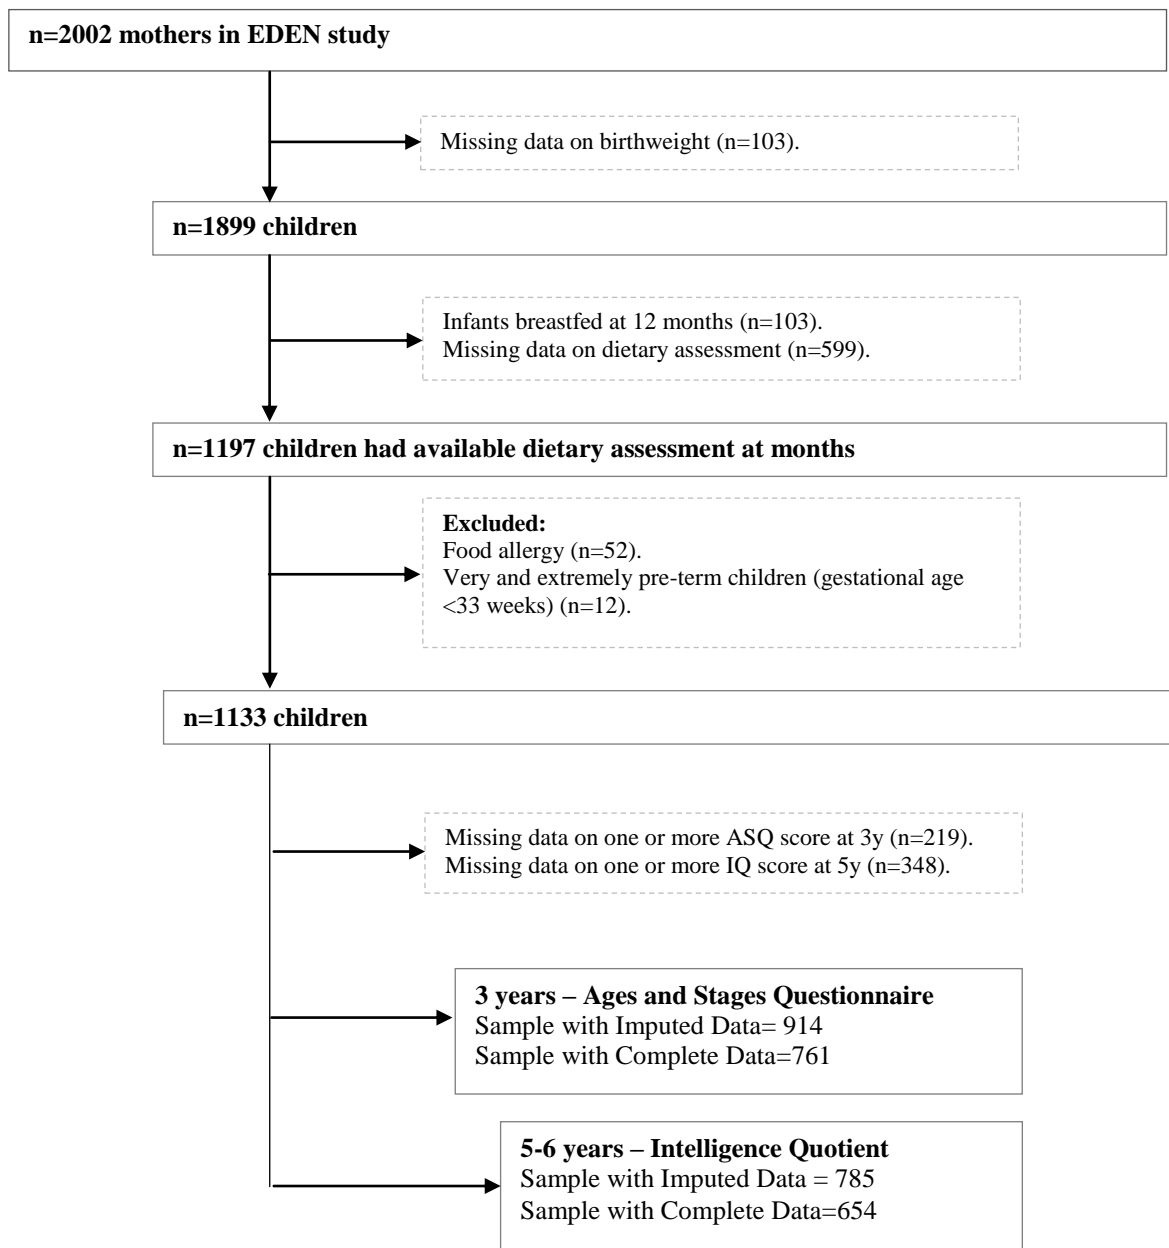 n=2002 mothers in EDEN study
Missing data on birthweight (n=103).
n=1899 children
Infants breastfed at 12 months (n=103).
Missing data on dietary assessment (n=599).
n=1197 children had available dietary assessment at months
Excluded:
Food allergy (n=52).
Very and extremely pre-term children (gestational age
<33 weeks) (n=12).
n=1133 children
Missing data on one or more ASQ score at 3y (n=219).
Missing data on one or more IQ score at 5y (n=348).
3 years – Ages and Stages Questionnaire
Sample with Imputed Data= 914
Sample with Complete Data=761
5-6 years – Intelligence Quotient
Sample with Imputed Data = 785
Sample with Complete Data=654